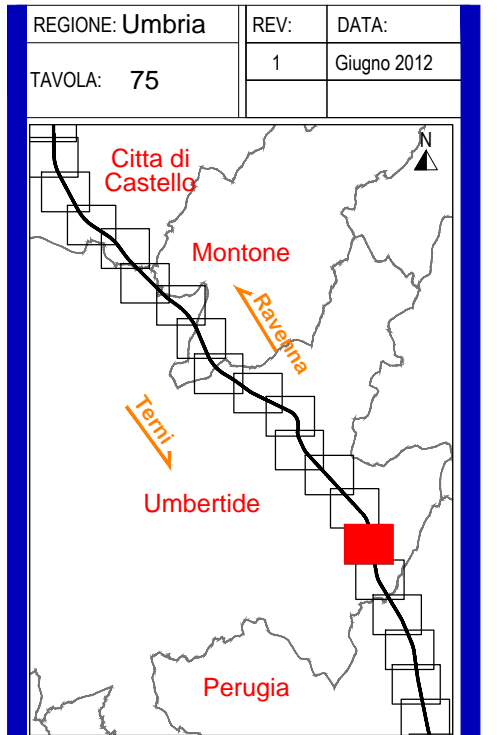 REGIONE: Umbria
REV:
DATA:
1
Giugno 2012
TAVOLA: 75
N
Citta di
Castello
Montone
Ravenna
Terni
Umbertide
Perugia